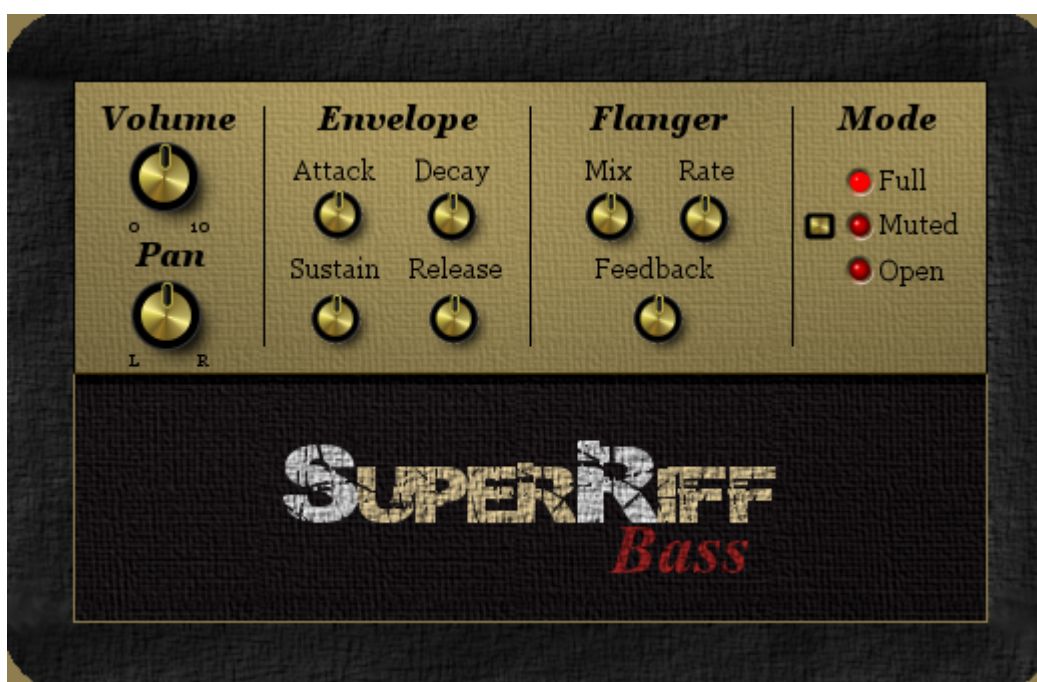 Volume
0 10
Pan
L R
Envelope
Attack Decay
Sustain Release
Flanger
Mix Rate
Feedback
Mode
Full
Muted
Open
SUPERRIFF
Bass